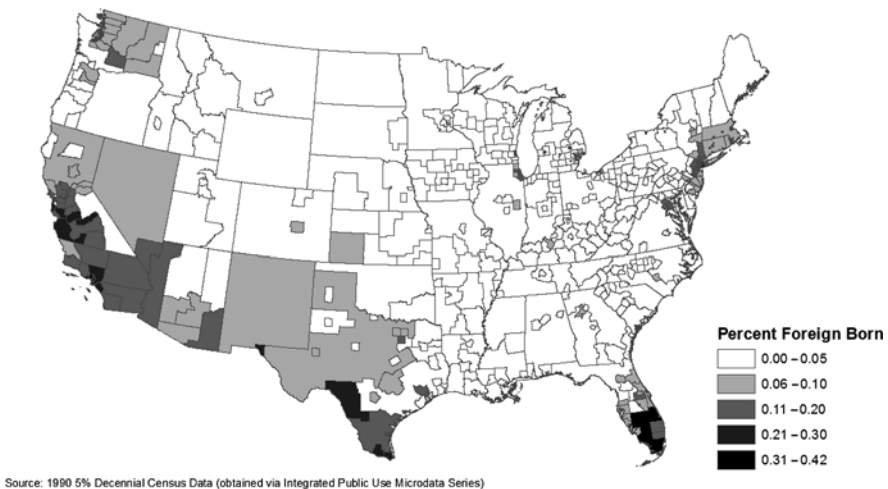 Percent Foreign Born
0.00 – 0.05
0.06 – 0.10
0.11 – 0.20
0.21 – 0.30
0.31 – 0.42
Source: 1990 5% Decennial Census Data (obtained via Integrated Public Use Microdata Series)